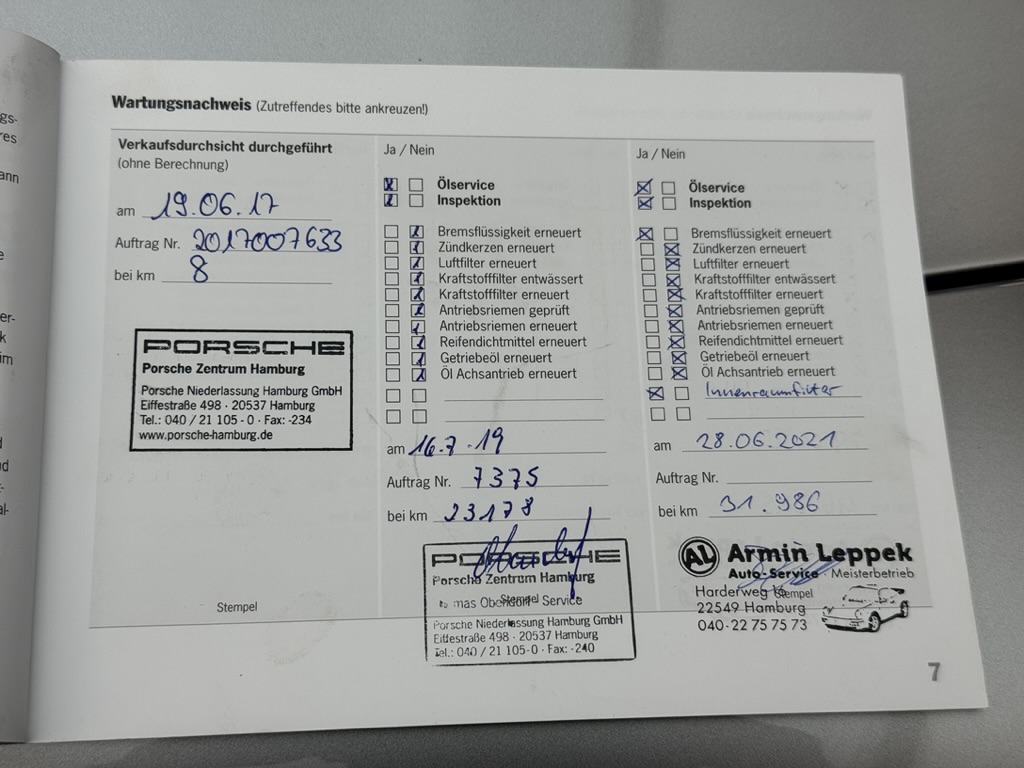 Wartungsnachweis (Zutreffendes bitte ankreuzen!)
Verkaufsdurchsicht durchgeführt
(ohne Berechnung)
am 19.06.17
Auftrag Nr. 2017007633
bei km 8
PORSCHE
Porsche Zentrum Hamburg
Porsche Niederlassung Hamburg GmbH
Eiffestraße 498 · 20537 Hamburg
Tel.: 040 / 21 105-0 · Fax: -234
www.porsche-hamburg.de
Stempel
Ja / Nein
Ölservice
Inspektion
Bremsflüssigkeit erneuert
Zündkerzen erneuert
Luftfilter erneuert
Kraftstofffilter entwässert
Kraftstofffilter erneuert
Antriebsriemen geprüft
Antriebsriemen erneuert
Reifendichtmittel erneuert
Getriebeöl erneuert
Öl Achsantrieb erneuert
am 16.7-19
Auftrag Nr. 7375
bei km 23178
PORSCHE
Porsche Zentrum Hamburg
Service
Stempel
Porsche Niederlassung Hamburg GmbH
Eiffestraße 498 · 20537 Hamburg
Tel.: 040 / 21 105-0 · Fax: -240
Ja / Nein
Ölservice
Inspektion
Bremsflüssigkeit erneuert
Zündkerzen erneuert
Luftfilter erneuert
Kraftstofffilter entwässert
Kraftstofffilter erneuert
Antriebsriemen geprüft
Antriebsriemen erneuert
Reifendichtmittel erneuert
Getriebeöl erneuert
Öl Achsantrieb erneuert
Innenraumfilter
am 28.06.2021
Auftrag Nr.
bei km 31.986
AL Armin Leppek
Auto-Service · Meisterbetrieb
Harderweg
Stempel
22549 Hamburg
040-22 75 75 73
7